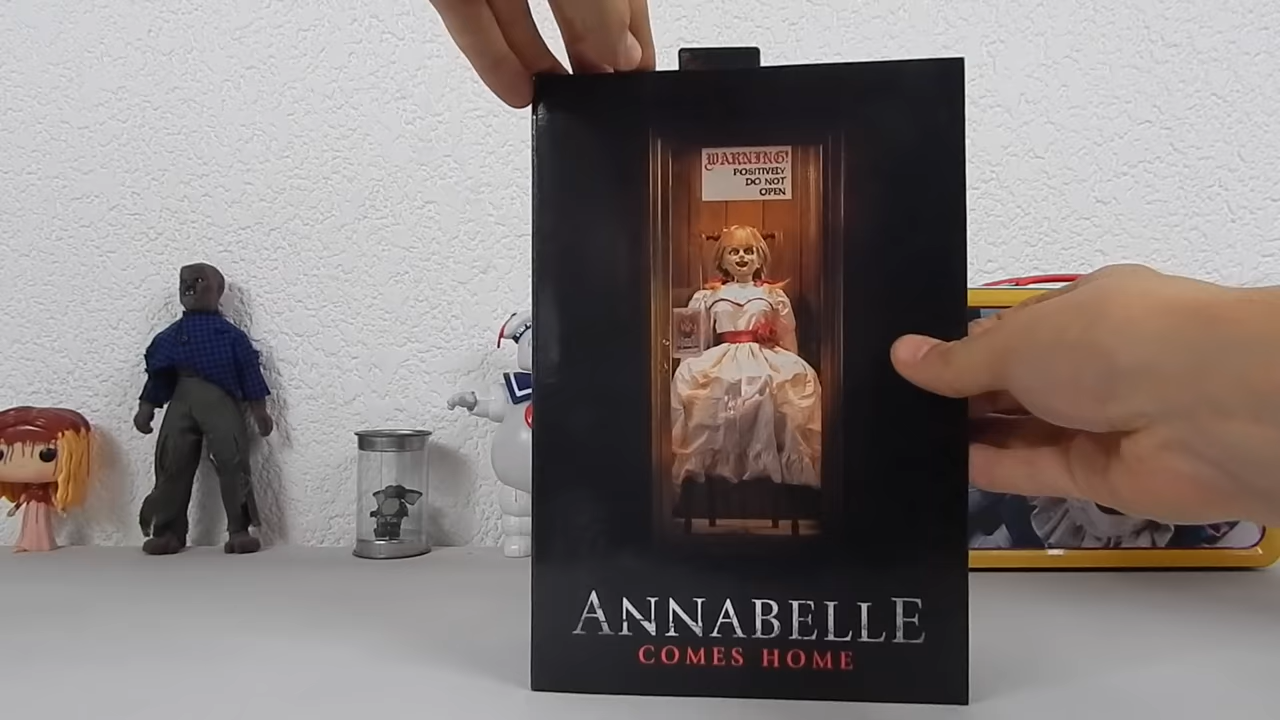 WARNING!
POSITIVELY
DO NOT
OPEN
ANNABELLE
COMES HOME